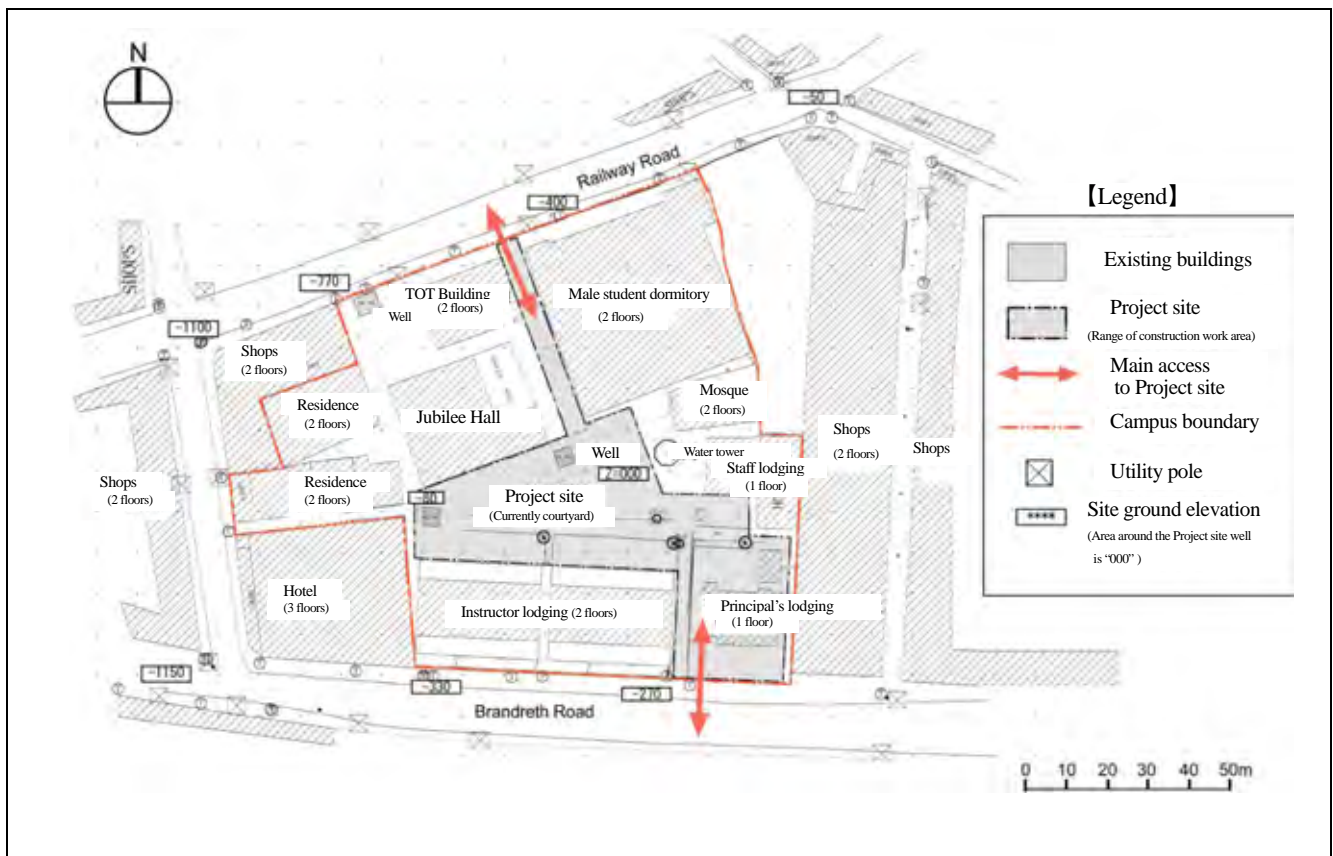 N
-50
Railway Road
-400
【Legend】
Existing buildings
-770
TOT Building
(2 floors)
Well
Male student dormitory
(2 floors)
Project site
(Range of construction work area)
-1100
Shops
(2 floors)
Main access
to Project site
Mosque
(2 floors)
Residence
(2 floors)
Jubilee Hall
Campus boundary
Shops
(2 floors)
Shops
Well
Water tower
Z=000
Staff lodging
(1 floor)
Utility pole
Shops
(2 floors)
Residence
(2 floors)
-80
Project site
(Currently courtyard)
****
Site ground elevation
(Area around the Project site well
is “000” )
Hotel
(3 floors)
Instructor lodging (2 floors)
Principal’s lodging
(1 floor)
-1150
-330
-270
Brandreth Road
0 10 20 30 40 50m